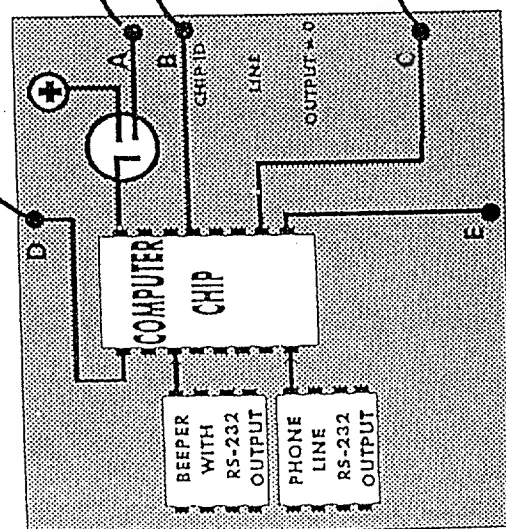 A
B
CHIP-ID
LINE
OUTPUT = 0
C
+
D
E
COMPUTER
CHIP
BEEPER
WITH
RS-232
OUTPUT
PHONE
LINE
RS-232
OUTPUT